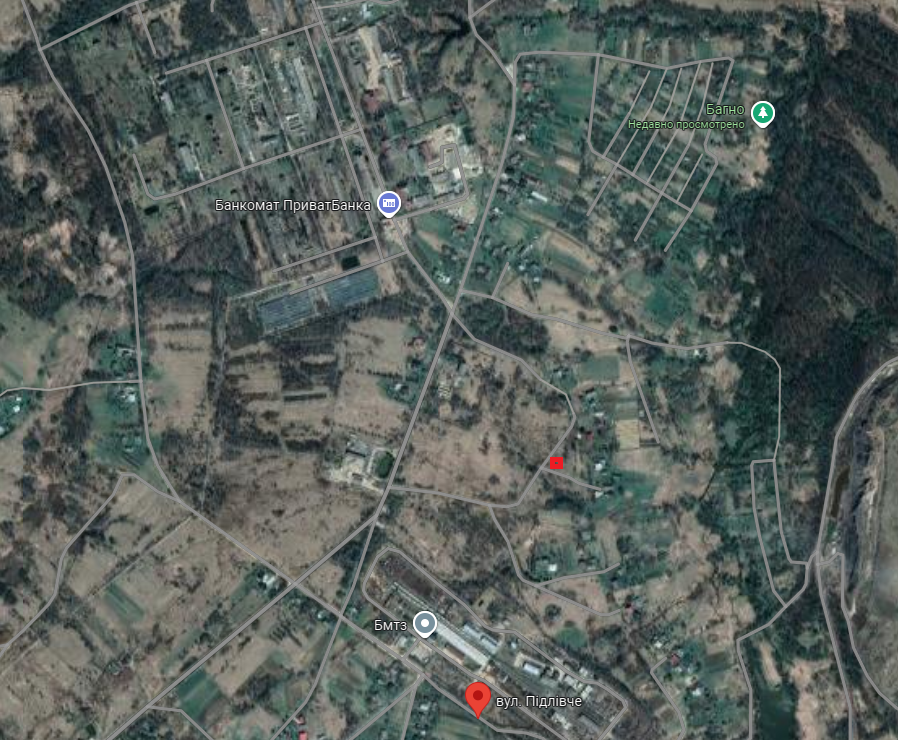 Багно
Недавно просмотрено
Банкомат ПриватБанка
Бмтз
вул. Підлівче